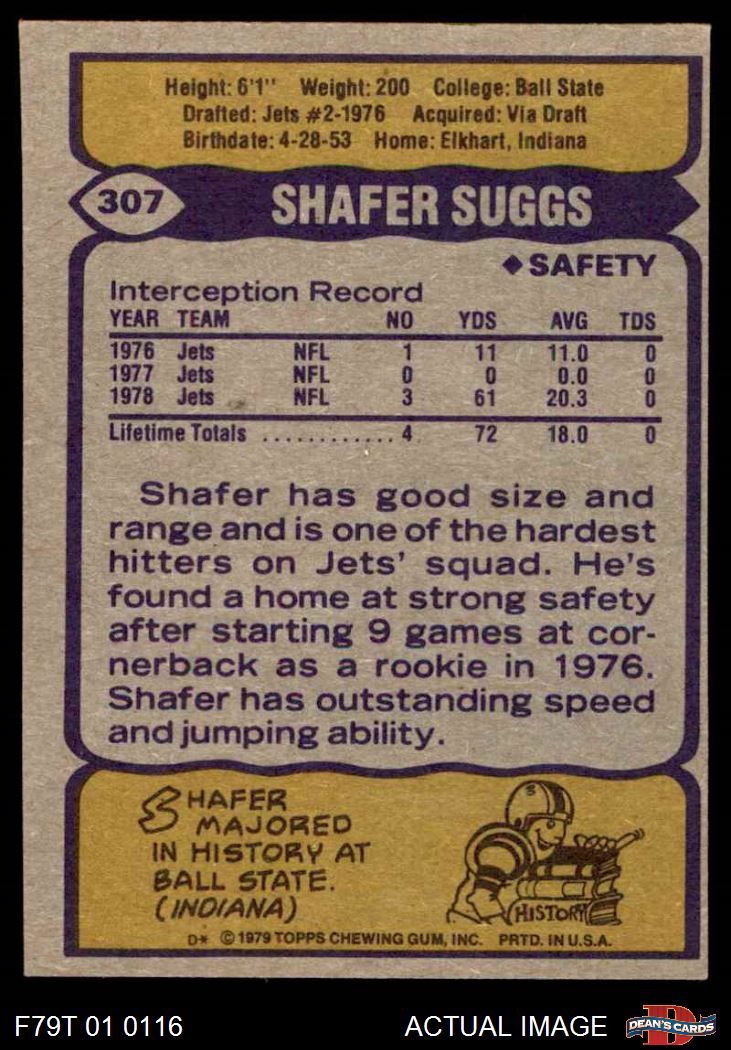 Height: 6'1" Weight: 200 College: Ball State
Drafted: Jets #2-1976 Acquired: Via Draft
Birthdate: 4-28-53 Home: Elkhart, Indiana
307 SHAFER SUGGS
◆SAFETY
Interception Record
YEAR TEAM NO YDS AVG TDS
1976 Jets NFL 1 11 11.0 0
1977 Jets NFL 0 0 0.0 0
1978 Jets NFL 3 61 20.3 0
Lifetime Totals ............ 4 72 18.0 0
Shafer has good size and
range and is one of the hardest
hitters on Jets' squad. He's
found a home at strong safety
after starting 9 games at cor-
nerback as a rookie in 1976.
Shafer has outstanding speed
and jumping ability.
SHAFER
MAJORED
IN HISTORY AT
BALL STATE.
(INDIANA)
S
HISTORY
D* © 1979 TOPPS CHEWING GUM, INC. PRTD. IN U.S.A.
F79T 01 0116 ACTUAL IMAGE D DEAN'S CARDS